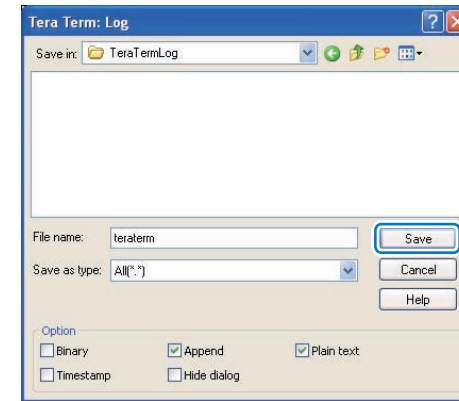 Tera Term: Log
Save in: TeraTermLog
File name: teraterm Save
Save as type: All(*.*) Cancel
Help
Option
Binary Append Plain text
Timestamp Hide dialog